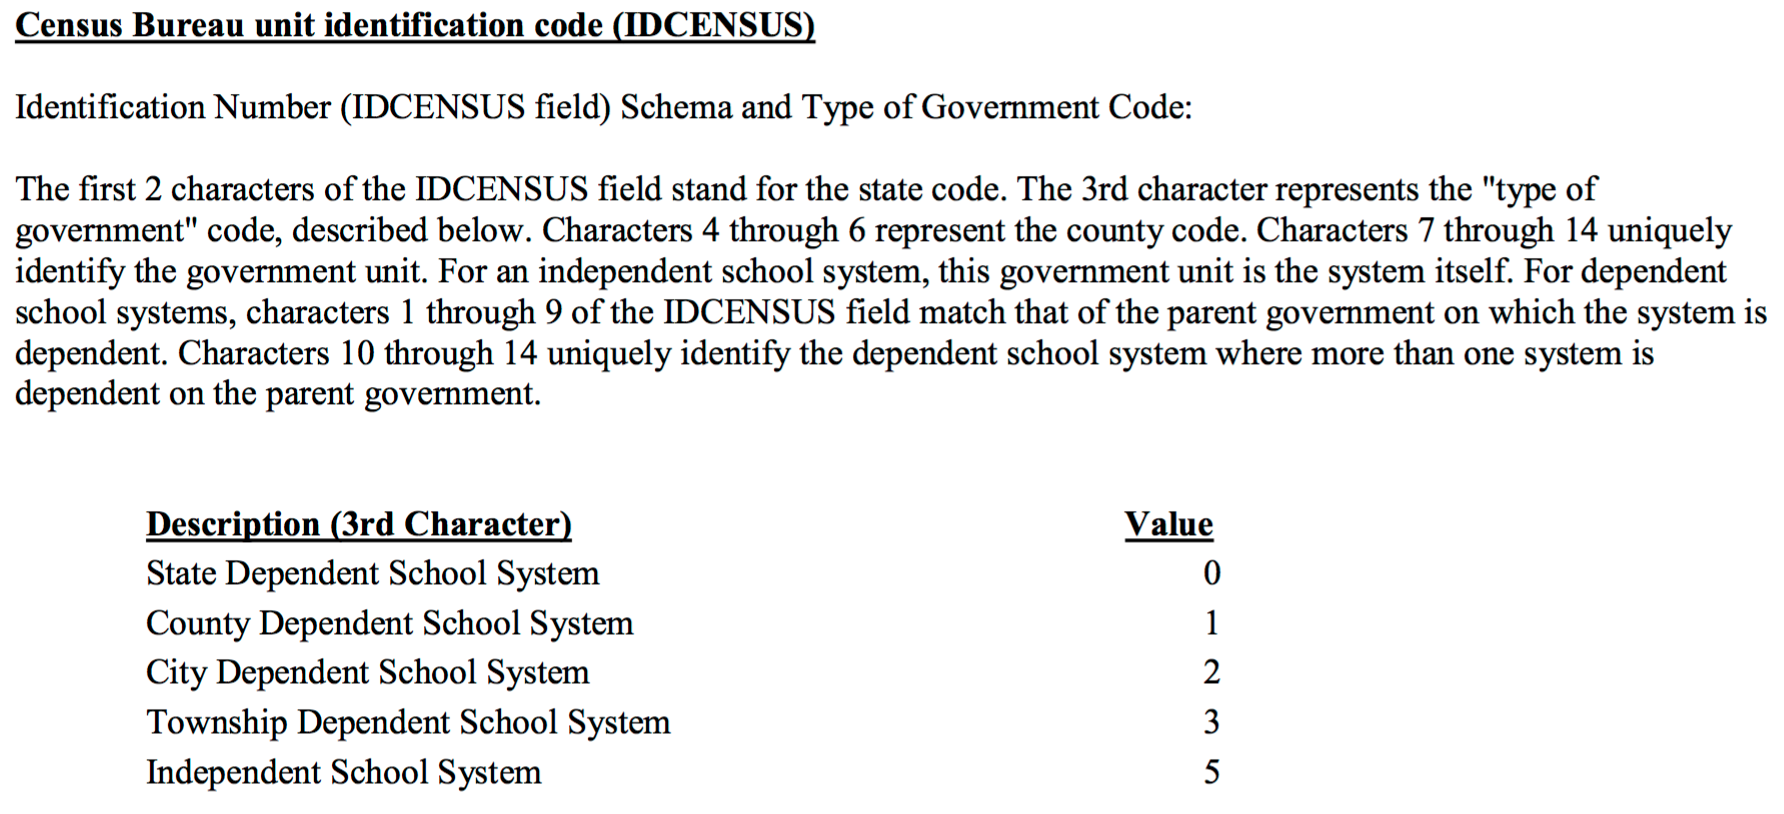 Census Bureau unit identification code (IDCENSUS)
Identification Number (IDCENSUS field) Schema and Type of Government Code:
The first 2 characters of the IDCENSUS field stand for the state code. The 3rd character represents the "type of
government" code, described below. Characters 4 through 6 represent the county code. Characters 7 through 14 uniquely
identify the government unit. For an independent school system, this government unit is the system itself. For dependent
school systems, characters 1 through 9 of the IDCENSUS field match that of the parent government on which the system is
dependent. Characters 10 through 14 uniquely identify the dependent school system where more than one system is
dependent on the parent government.
Description (3rd Character) Value
State Dependent School System 0
County Dependent School System 1
City Dependent School System 2
Township Dependent School System 3
Independent School System 5